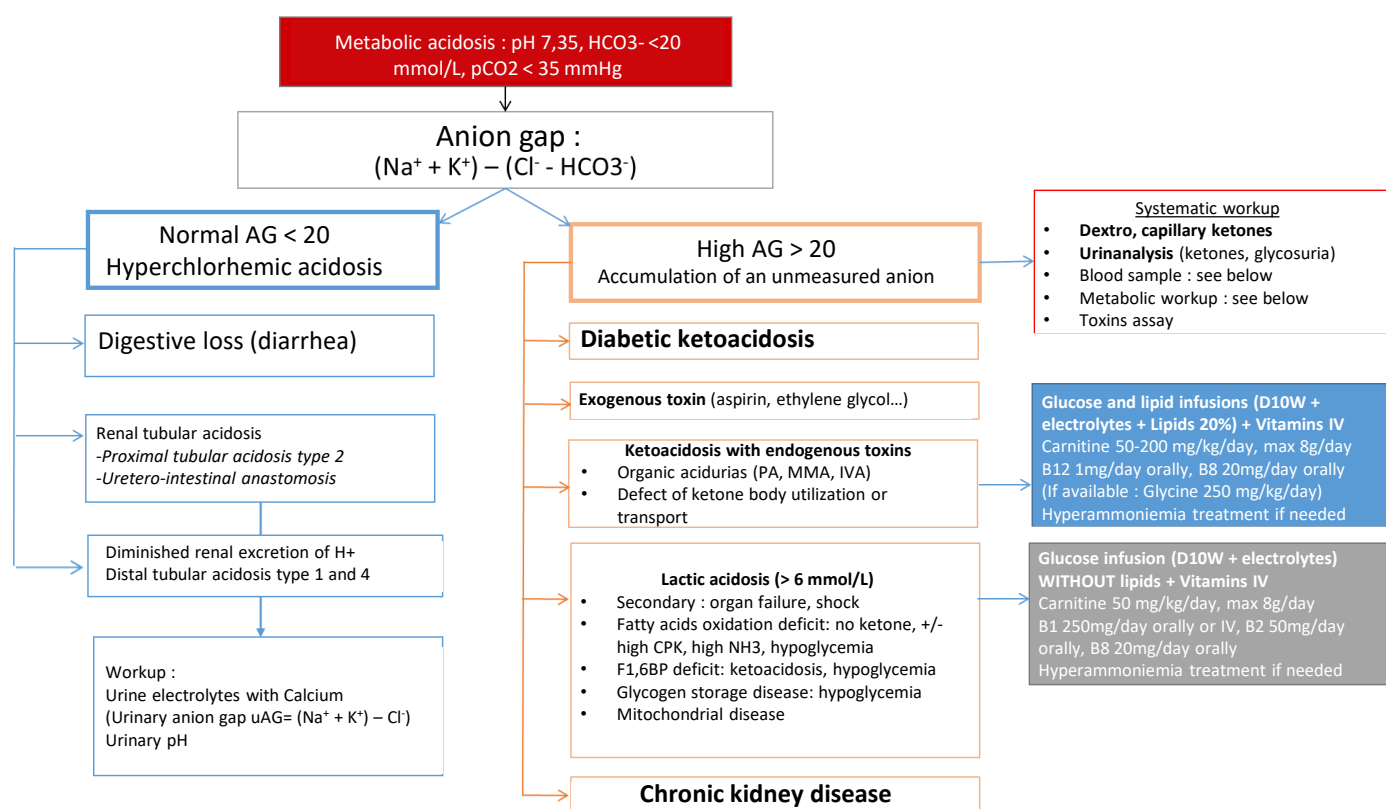 Metabolic acidosis : pH 7,35, HCO3- <20
mmol/L, pCO2 < 35 mmHg
Anion gap :
(Na⁺ + K⁺) – (Cl⁻ - HCO3⁻)
Normal AG < 20
Hyperchlorhemic acidosis
High AG > 20
Accumulation of an unmeasured anion
Systematic workup
• Dextro, capillary ketones
• Urinanalysis (ketones, glycosuria)
• Blood sample : see below
• Metabolic workup : see below
• Toxins assay
Digestive loss (diarrhea)
Renal tubular acidosis
-Proximal tubular acidosis type 2
-Uretero-intestinal anastomosis
Diminished renal excretion of H+
Distal tubular acidosis type 1 and 4
Workup :
Urine electrolytes with Calcium
(Urinary anion gap uAG= (Na⁺ + K⁺) – Cl⁻)
Urinary pH
Diabetic ketoacidosis
Exogenous toxin (aspirin, ethylene glycol…)
Ketoacidosis with endogenous toxins
• Organic acidurias (PA, MMA, IVA)
• Defect of ketone body utilization or
transport
Glucose and lipid infusions (D10W +
electrolytes + Lipids 20%) + Vitamins IV
Carnitine 50-200 mg/kg/day, max 8g/day
B12 1mg/day orally, B8 20mg/day orally
(If available : Glycine 250 mg/kg/day)
Hyperammoniemia treatment if needed
Lactic acidosis (> 6 mmol/L)
• Secondary : organ failure, shock
• Fatty acids oxidation deficit: no ketone, +/-
high CPK, high NH3, hypoglycemia
• F1,6BP deficit: ketoacidosis, hypoglycemia
• Glycogen storage disease: hypoglycemia
• Mitochondrial disease
Glucose infusion (D10W + electrolytes)
WITHOUT lipids + Vitamins IV
Carnitine 50 mg/kg/day, max 8g/day
B1 250mg/day orally or IV, B2 50mg/day
orally, B8 20mg/day orally
Hyperammoniemia treatment if needed
Chronic kidney disease